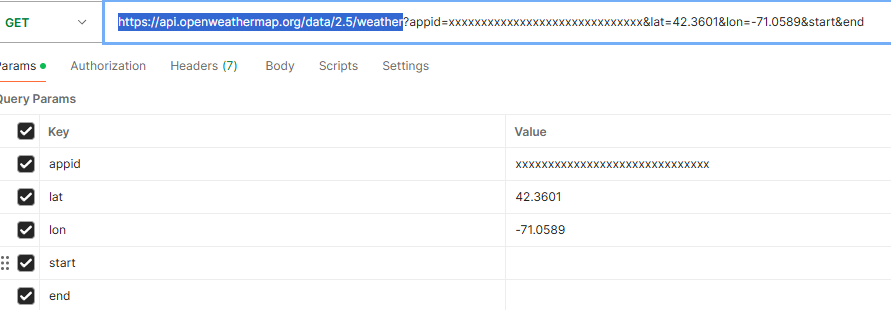 GET https://api.openweathermap.org/data/2.5/weather?appid=xxxxxxxxxxxxxxxxxxxxxxxxxxxxxx&lat=42.3601&lon=-71.0589&start&end
Params Authorization Headers (7) Body Scripts Settings
Query Params
Key Value
appid xxxxxxxxxxxxxxxxxxxxxxxxxxxxxx
lat 42.3601
lon -71.0589
start
end